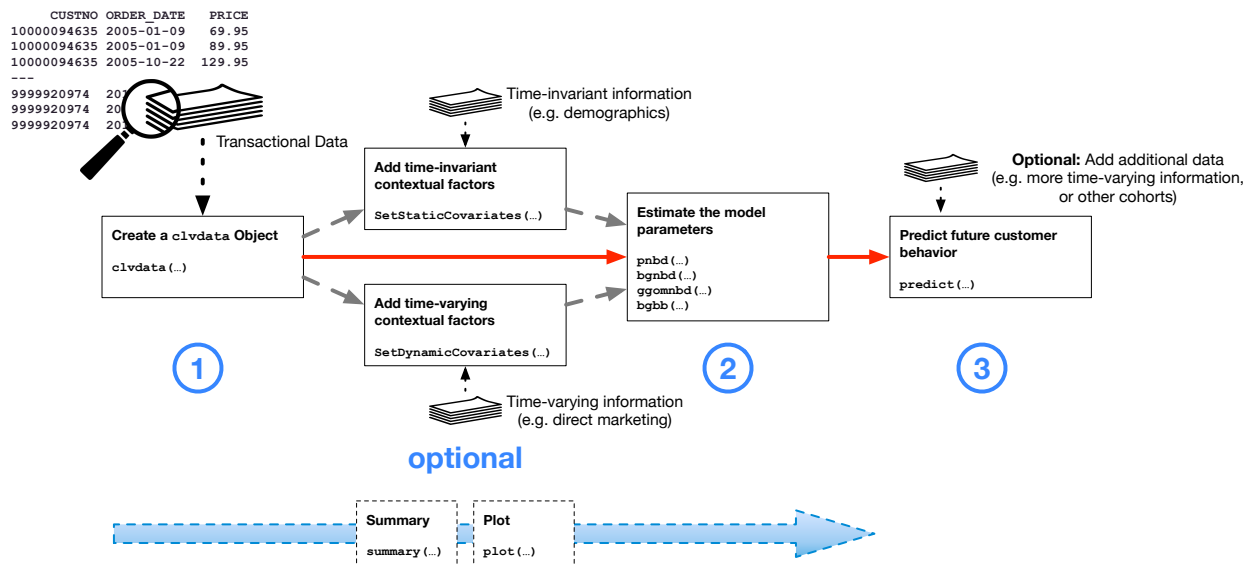 CUSTNO ORDER_DATE PRICE
10000094635 2005-01-09 69.95
10000094635 2005-01-09 89.95
10000094635 2005-10-22 129.95
---
9999920974 201
9999920974 20
9999920974 201
Transactional Data
Time-invariant information
(e.g. demographics)
Optional: Add additional data
(e.g. more time-varying information,
or other cohorts)
Add time-invariant
contextual factors
SetStaticCovariates(…)
Create a clvdata Object
clvdata(…)
Estimate the model
parameters
pnbd(…)
bgnbd(…)
ggomnbd(…)
bgbb(…)
Predict future customer
behavior
predict(…)
Add time-varying
contextual factors
SetDynamicCovariates(…)
1
2
3
Time-varying information
(e.g. direct marketing)
optional
Summary
summary(…)
Plot
plot(…)